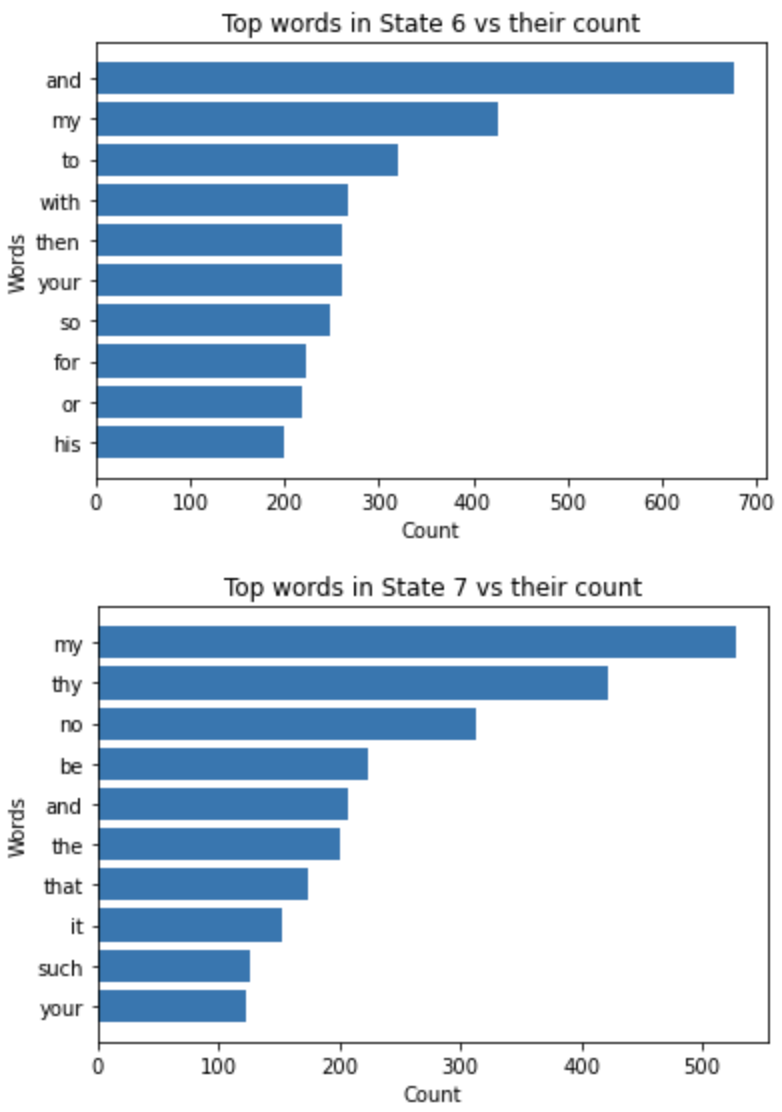 Top words in State 6 vs their count
and
my
to
with
then
your
so
for
or
his
Words
0 100 200 300 400 500 600 700
Count
Top words in State 7 vs their count
my
thy
no
be
and
the
that
it
such
your
Words
0 100 200 300 400 500
Count